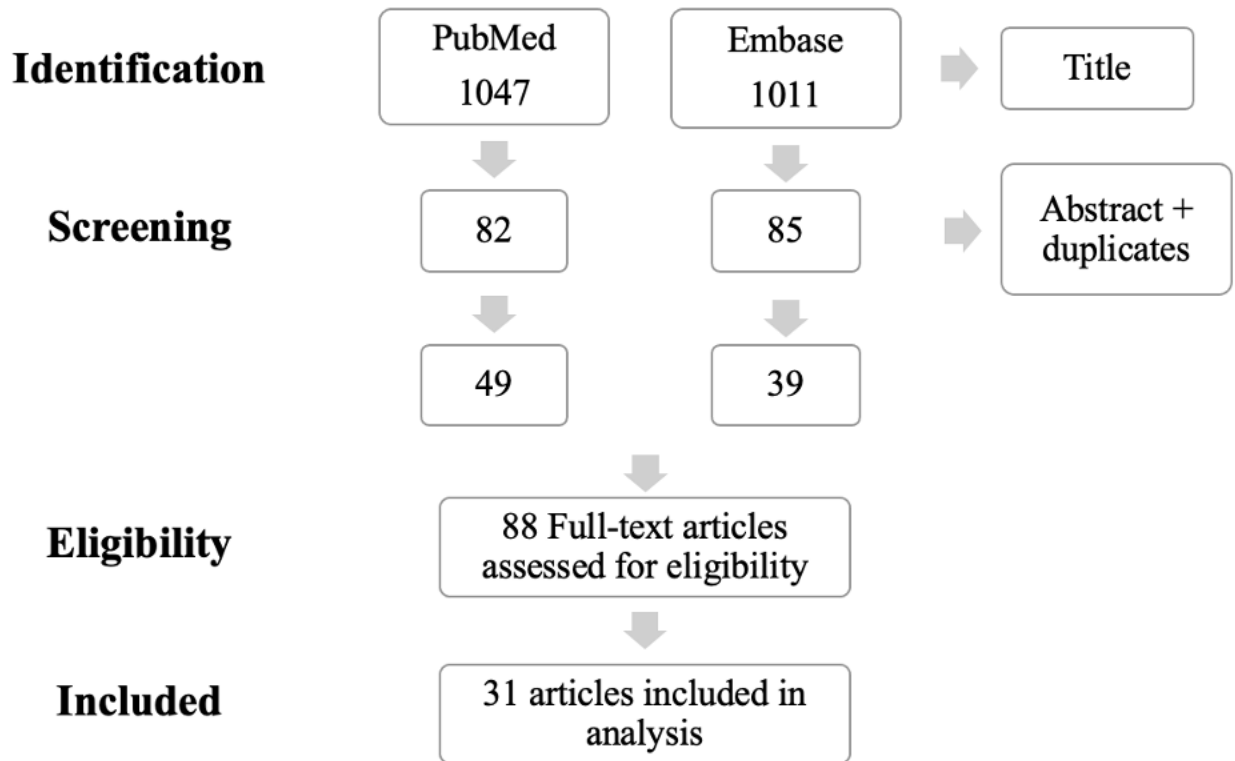 Identification
PubMed
1047
Embase
1011
Title
Screening
82
85
Abstract +
duplicates
49
39
Eligibility
88 Full-text articles
assessed for eligibility
Included
31 articles included in
analysis